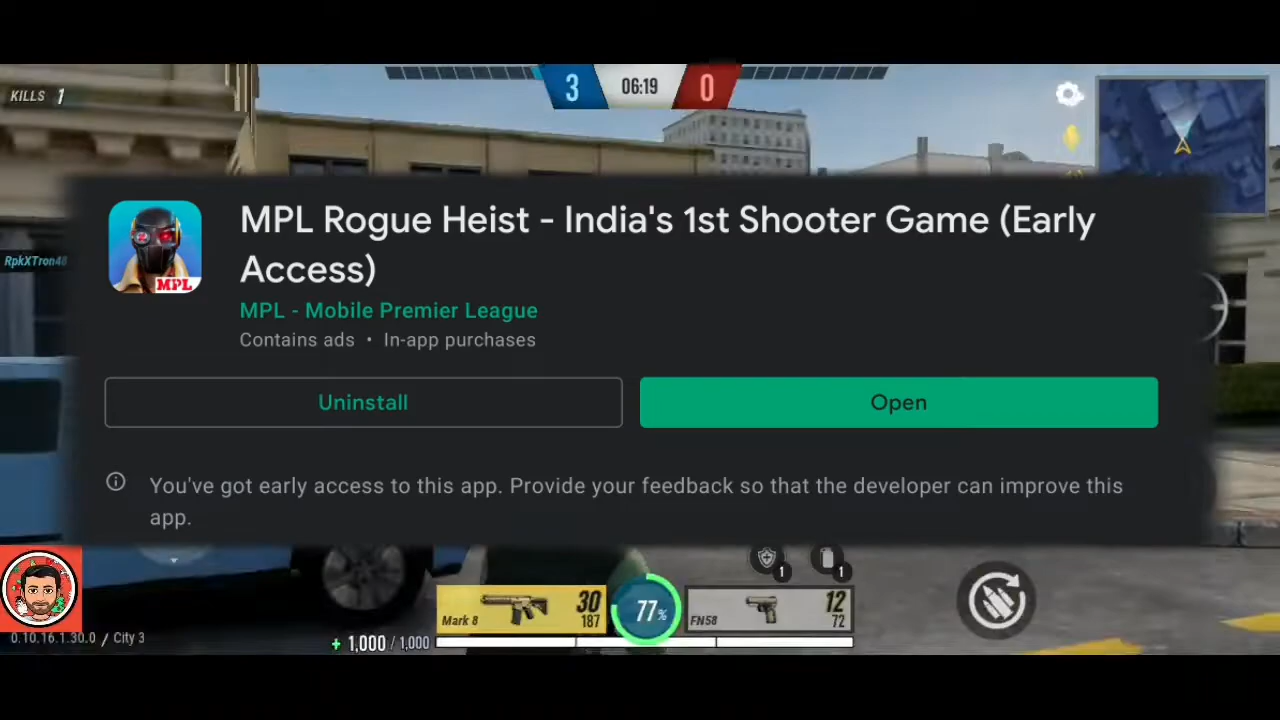 KILLS 1
3 06:19 0
MPL Rogue Heist - India's 1st Shooter Game (Early
Access)
MPL
MPL - Mobile Premier League
Contains ads • In-app purchases
RpkXTron48
Uninstall
Open
You've got early access to this app. Provide your feedback so that the developer can improve this
app.
1
1
Mark 8 30 187
77%
FN58 12 72
0.10.16.1.30.0 / City 3
+ 1,000 / 1,000